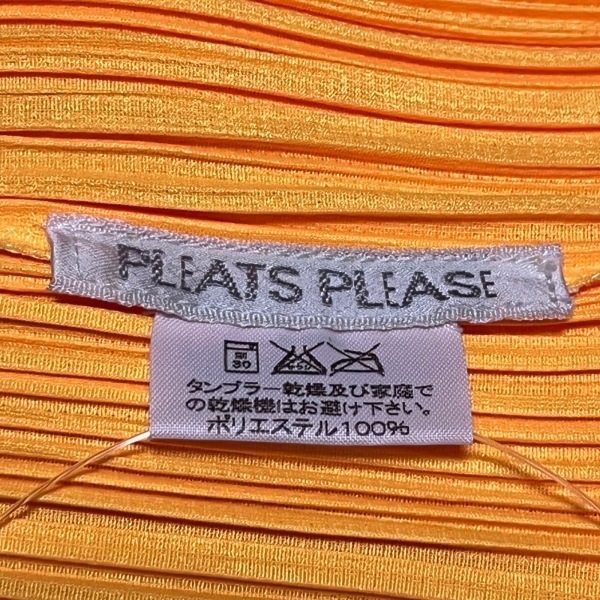 PLEATS PLEASE
30
タンブラー乾燥及び家庭で
の乾燥機はお避け下さい。
ポリエステル100%